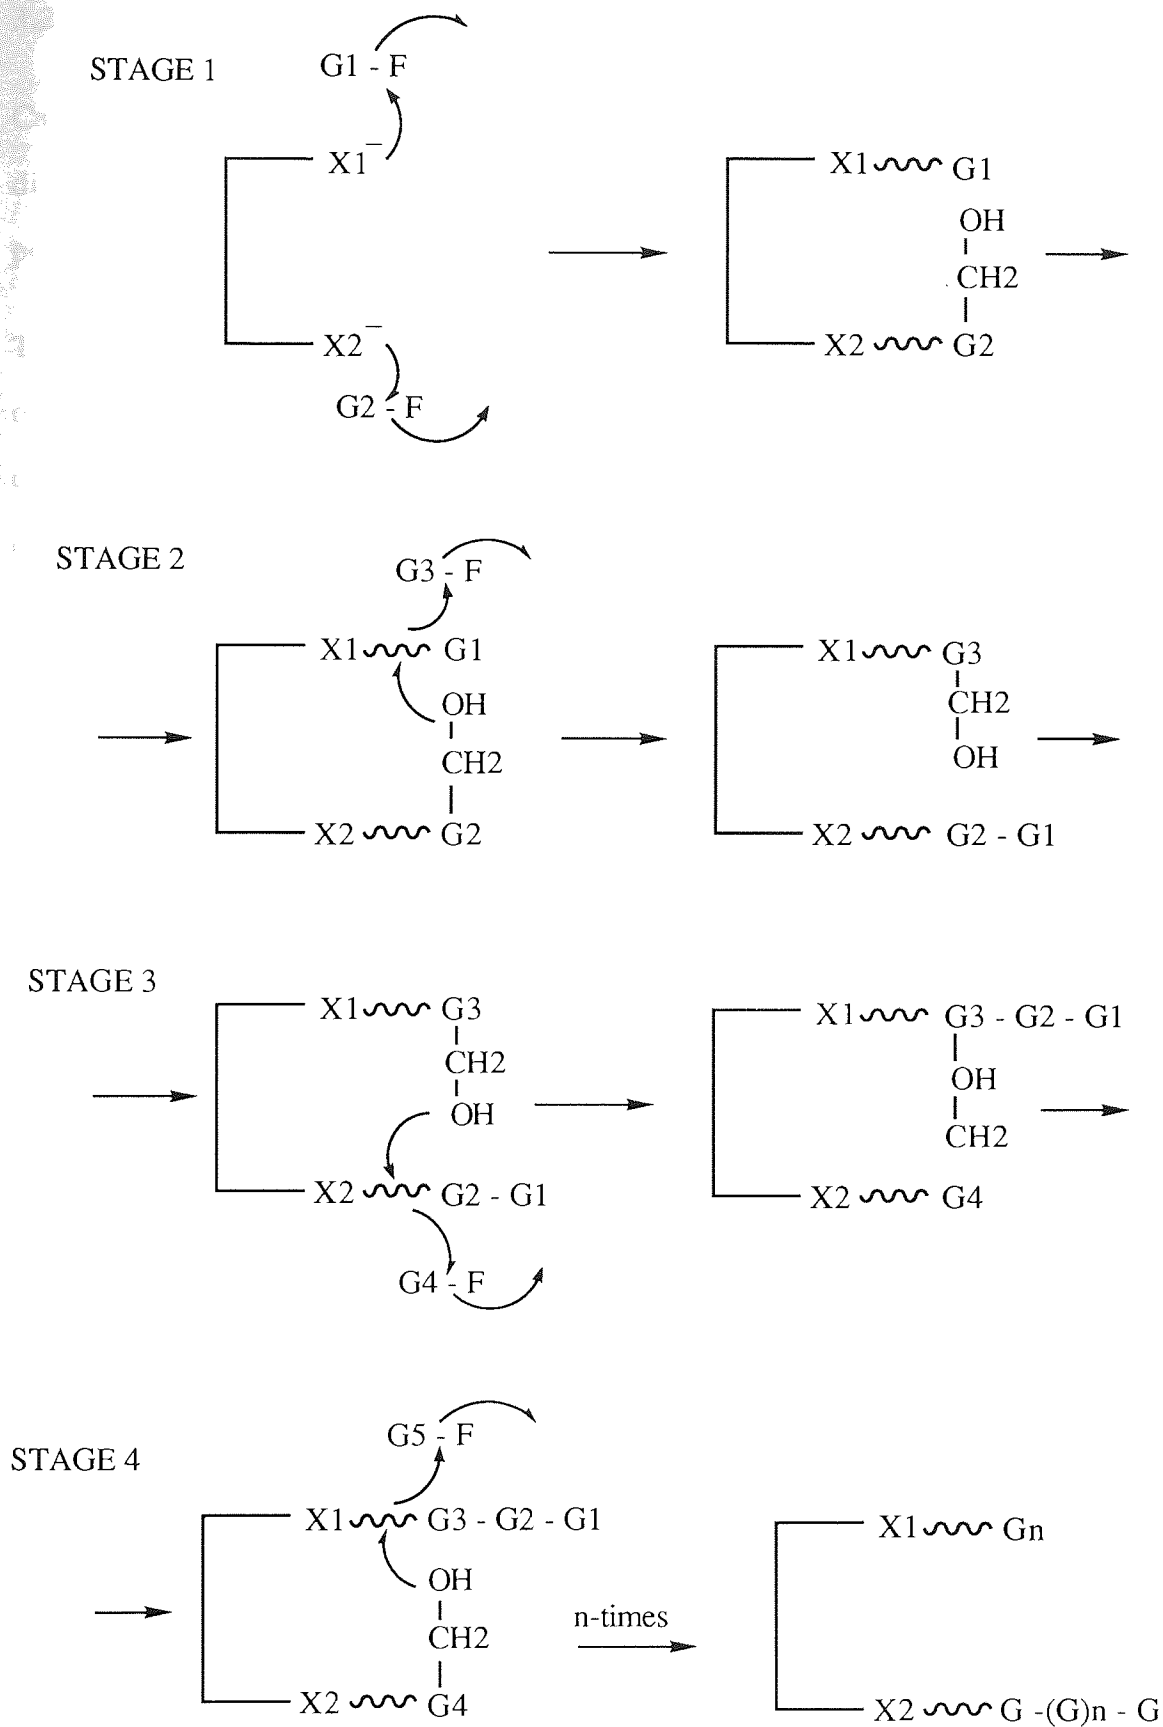 STAGE 1
G1 - F
X1⁻
X1 G1
OH
CH2
X2⁻
X2 G2
G2 - F
STAGE 2
G3 - F
X1 G1
X1 G3
OH
CH2
CH2
OH
X2 G2
X2 G2 - G1
STAGE 3
X1 G3
X1 G3 - G2 - G1
CH2
OH
OH
CH2
X2 G2 - G1
X2 G4
G4 - F
STAGE 4
G5 - F
X1 G3 - G2 - G1
X1 Gn
OH
n-times
CH2
X2 G4
X2 G -(G)n - G